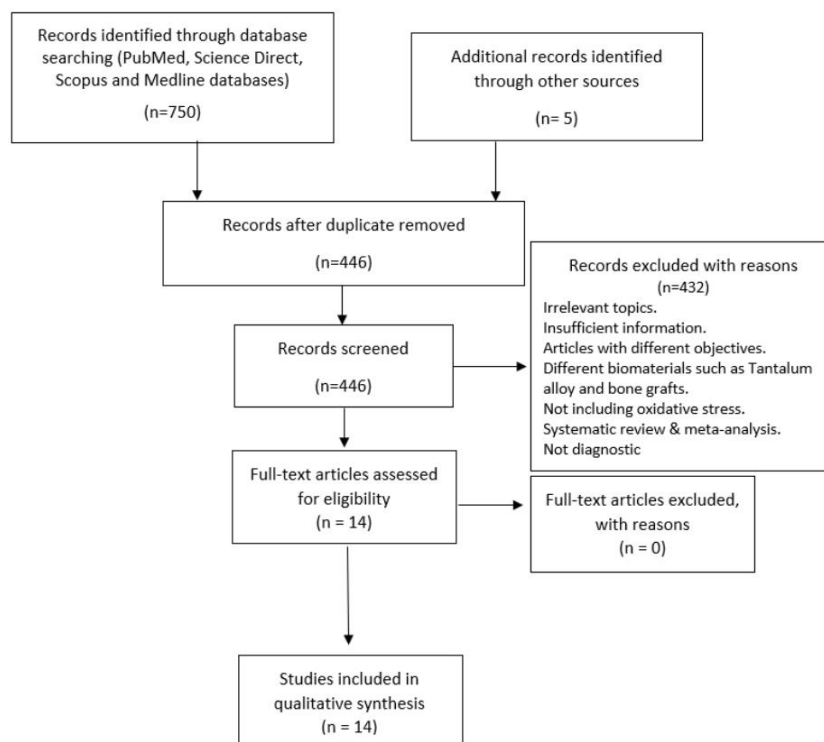 Records identified through database
searching (PubMed, Science Direct,
Scopus and Medline databases)
(n=750)
Additional records identified
through other sources
(n= 5)
Records after duplicate removed
(n=446)
Records excluded with reasons
(n=432)
Irrelevant topics.
Insufficient information.
Articles with different objectives.
Different biomaterials such as Tantalum
alloy and bone grafts.
Not including oxidative stress.
Systematic review & meta-analysis.
Not diagnostic
Records screened
(n=446)
Full-text articles assessed
for eligibility
(n = 14)
Full-text articles excluded,
with reasons
(n = 0)
Studies included in
qualitative synthesis
(n = 14)